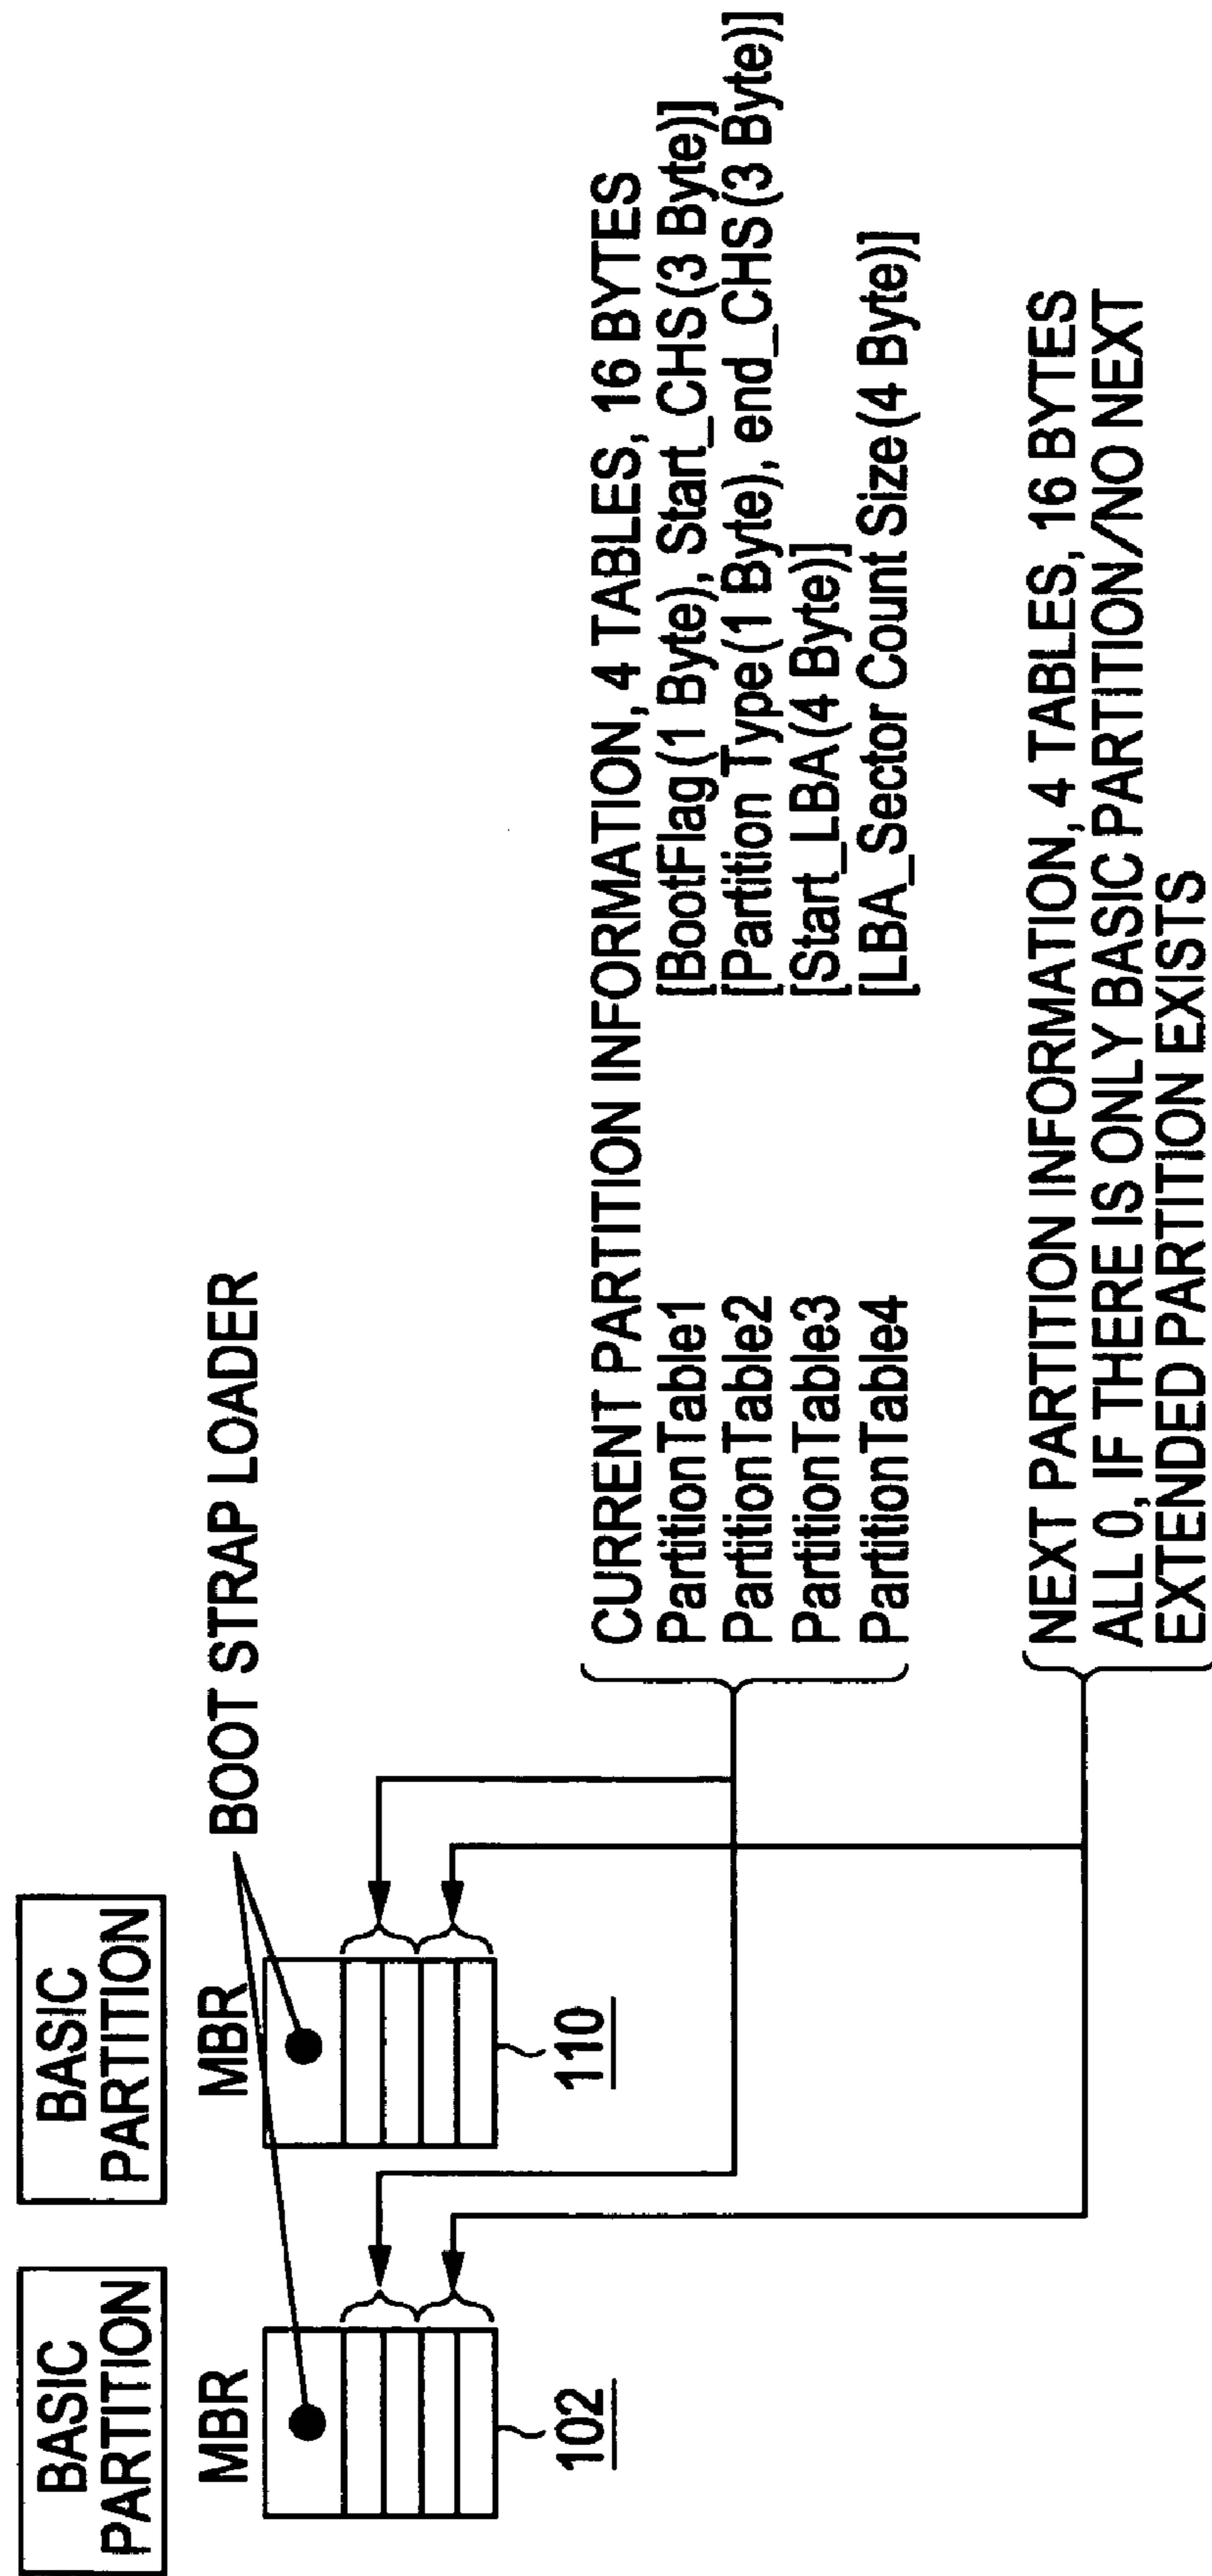 BASIC
PARTITION
BASIC
PARTITION
MBR
MBR
BOOT STRAP LOADER
102
110
CURRENT PARTITION INFORMATION, 4 TABLES, 16 BYTES
PartitionTable1 [BootFlag(1 Byte), Start_CHS(3 Byte)]
PartitionTable2 [Partition Type(1 Byte), end_CHS(3 Byte)]
PartitionTable3 [Start_LBA(4 Byte)]
PartitionTable4 [LBA_Sector Count Size(4 Byte)]
NEXT PARTITION INFORMATION, 4 TABLES, 16 BYTES
ALL 0, IF THERE IS ONLY BASIC PARTITION/NO NEXT
EXTENDED PARTITION EXISTS